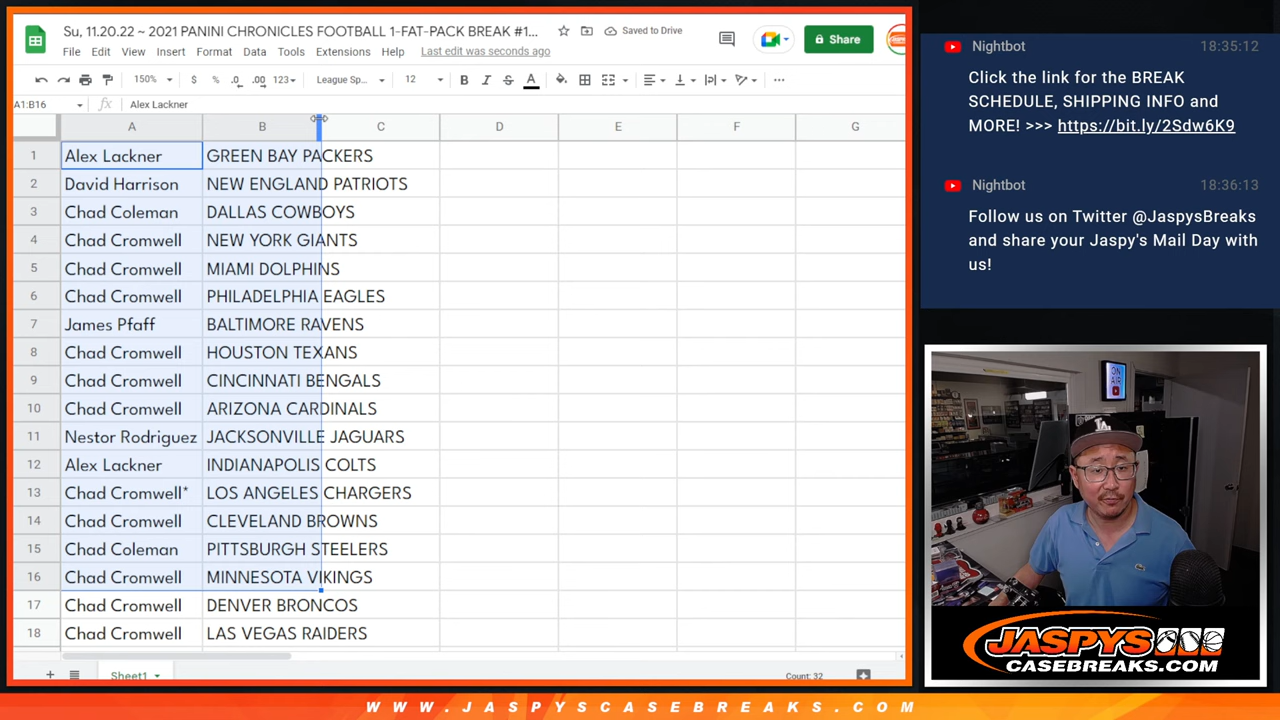 Su, 11.20.22 ~ 2021 PANINI CHRONICLES FOOTBALL 1-FAT-PACK BREAK #1...
Saved to Drive
Share
File Edit View Insert Format Data Tools Extensions Help Last edit was seconds ago
150% $ % .0 .00 123 League Sp... 12 B I S A
A1:B16 fx Alex Lackner
A B C D E F G
1 Alex Lackner GREEN BAY PACKERS
2 David Harrison NEW ENGLAND PATRIOTS
3 Chad Coleman DALLAS COWBOYS
4 Chad Cromwell NEW YORK GIANTS
5 Chad Cromwell MIAMI DOLPHINS
6 Chad Cromwell PHILADELPHIA EAGLES
7 James Pfaff BALTIMORE RAVENS
8 Chad Cromwell HOUSTON TEXANS
9 Chad Cromwell CINCINNATI BENGALS
10 Chad Cromwell ARIZONA CARDINALS
11 Nestor Rodriguez JACKSONVILLE JAGUARS
12 Alex Lackner INDIANAPOLIS COLTS
13 Chad Cromwell* LOS ANGELES CHARGERS
14 Chad Cromwell CLEVELAND BROWNS
15 Chad Coleman PITTSBURGH STEELERS
16 Chad Cromwell MINNESOTA VIKINGS
17 Chad Cromwell DENVER BRONCOS
18 Chad Cromwell LAS VEGAS RAIDERS
Sheet1
Count: 32
Nightbot 18:35:12
Click the link for the BREAK
SCHEDULE, SHIPPING INFO and
MORE! >>> https://bit.ly/2Sdw6K9
Nightbot 18:36:13
Follow us on Twitter @JaspysBreaks
and share your Jaspy's Mail Day with
us!
ON
AIR
LA
JASPYS
CASEBREAKS.COM
WWW.JASPYSCASEBREAKS.COM